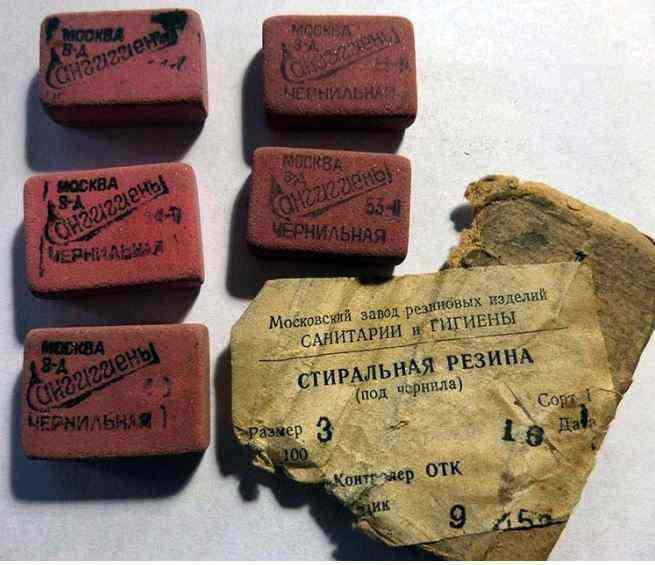 МОСКВА
З-Д
Сангигиены
МОСКВА
З-Д
Сангигиены
ЧЕРНИЛЬНАЯ
МОСКВА
З-Д
Сангигиены
ЧЕРНИЛЬНАЯ
МОСКВА
З-Д
Сангигиены
53-II
ЧЕРНИЛЬНАЯ
МОСКВА
З-Д
Сангигиены
ЧЕРНИЛЬНАЯ
Московский завод резиновых изделий
САНИТАРИИ и ГИГИЕНЫ
СТИРАЛЬНАЯ РЕЗИНА
(под чернила)
Сорт 1
Размер 3
Дата
100
Контролер ОТК
9